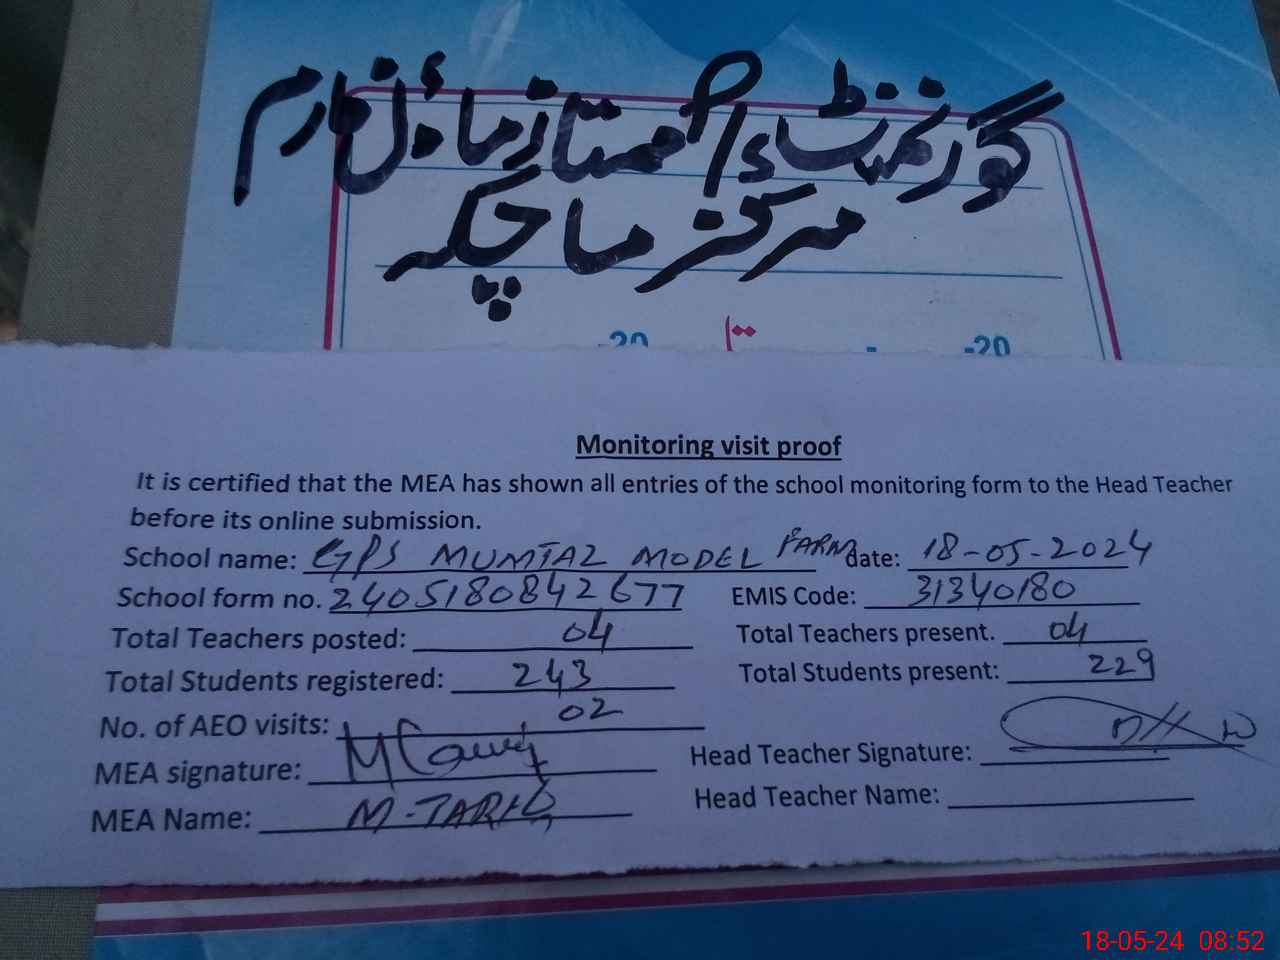 گورنمنٹ پرائمری ممتاز ماڈل فارم
مرکز ماچکہ
-20 ١٠٠ - -20
Monitoring visit proof
It is certified that the MEA has shown all entries of the school monitoring form to the Head Teacher
before its online submission.
School name: GPS MUMTAZ MODEL FARM date: 18-05-2024
School form no. 2405180842677 EMIS Code: 31340180
Total Teachers posted: 04 Total Teachers present. 04
Total Students registered: 243 Total Students present: 229
No. of AEO visits: 02
MEA signature: Head Teacher Signature:
MEA Name: M-TARIQ Head Teacher Name:
18-05-24 08:52